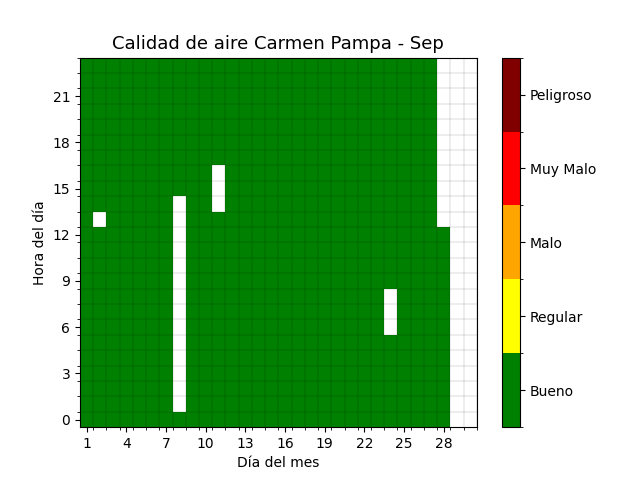 Calidad de aire Carmen Pampa - Sep
Hora del día
21
18
15
12
9
6
3
0
1 4 7 10 13 16 19 22 25 28
Día del mes
Peligroso
Muy Malo
Malo
Regular
Bueno